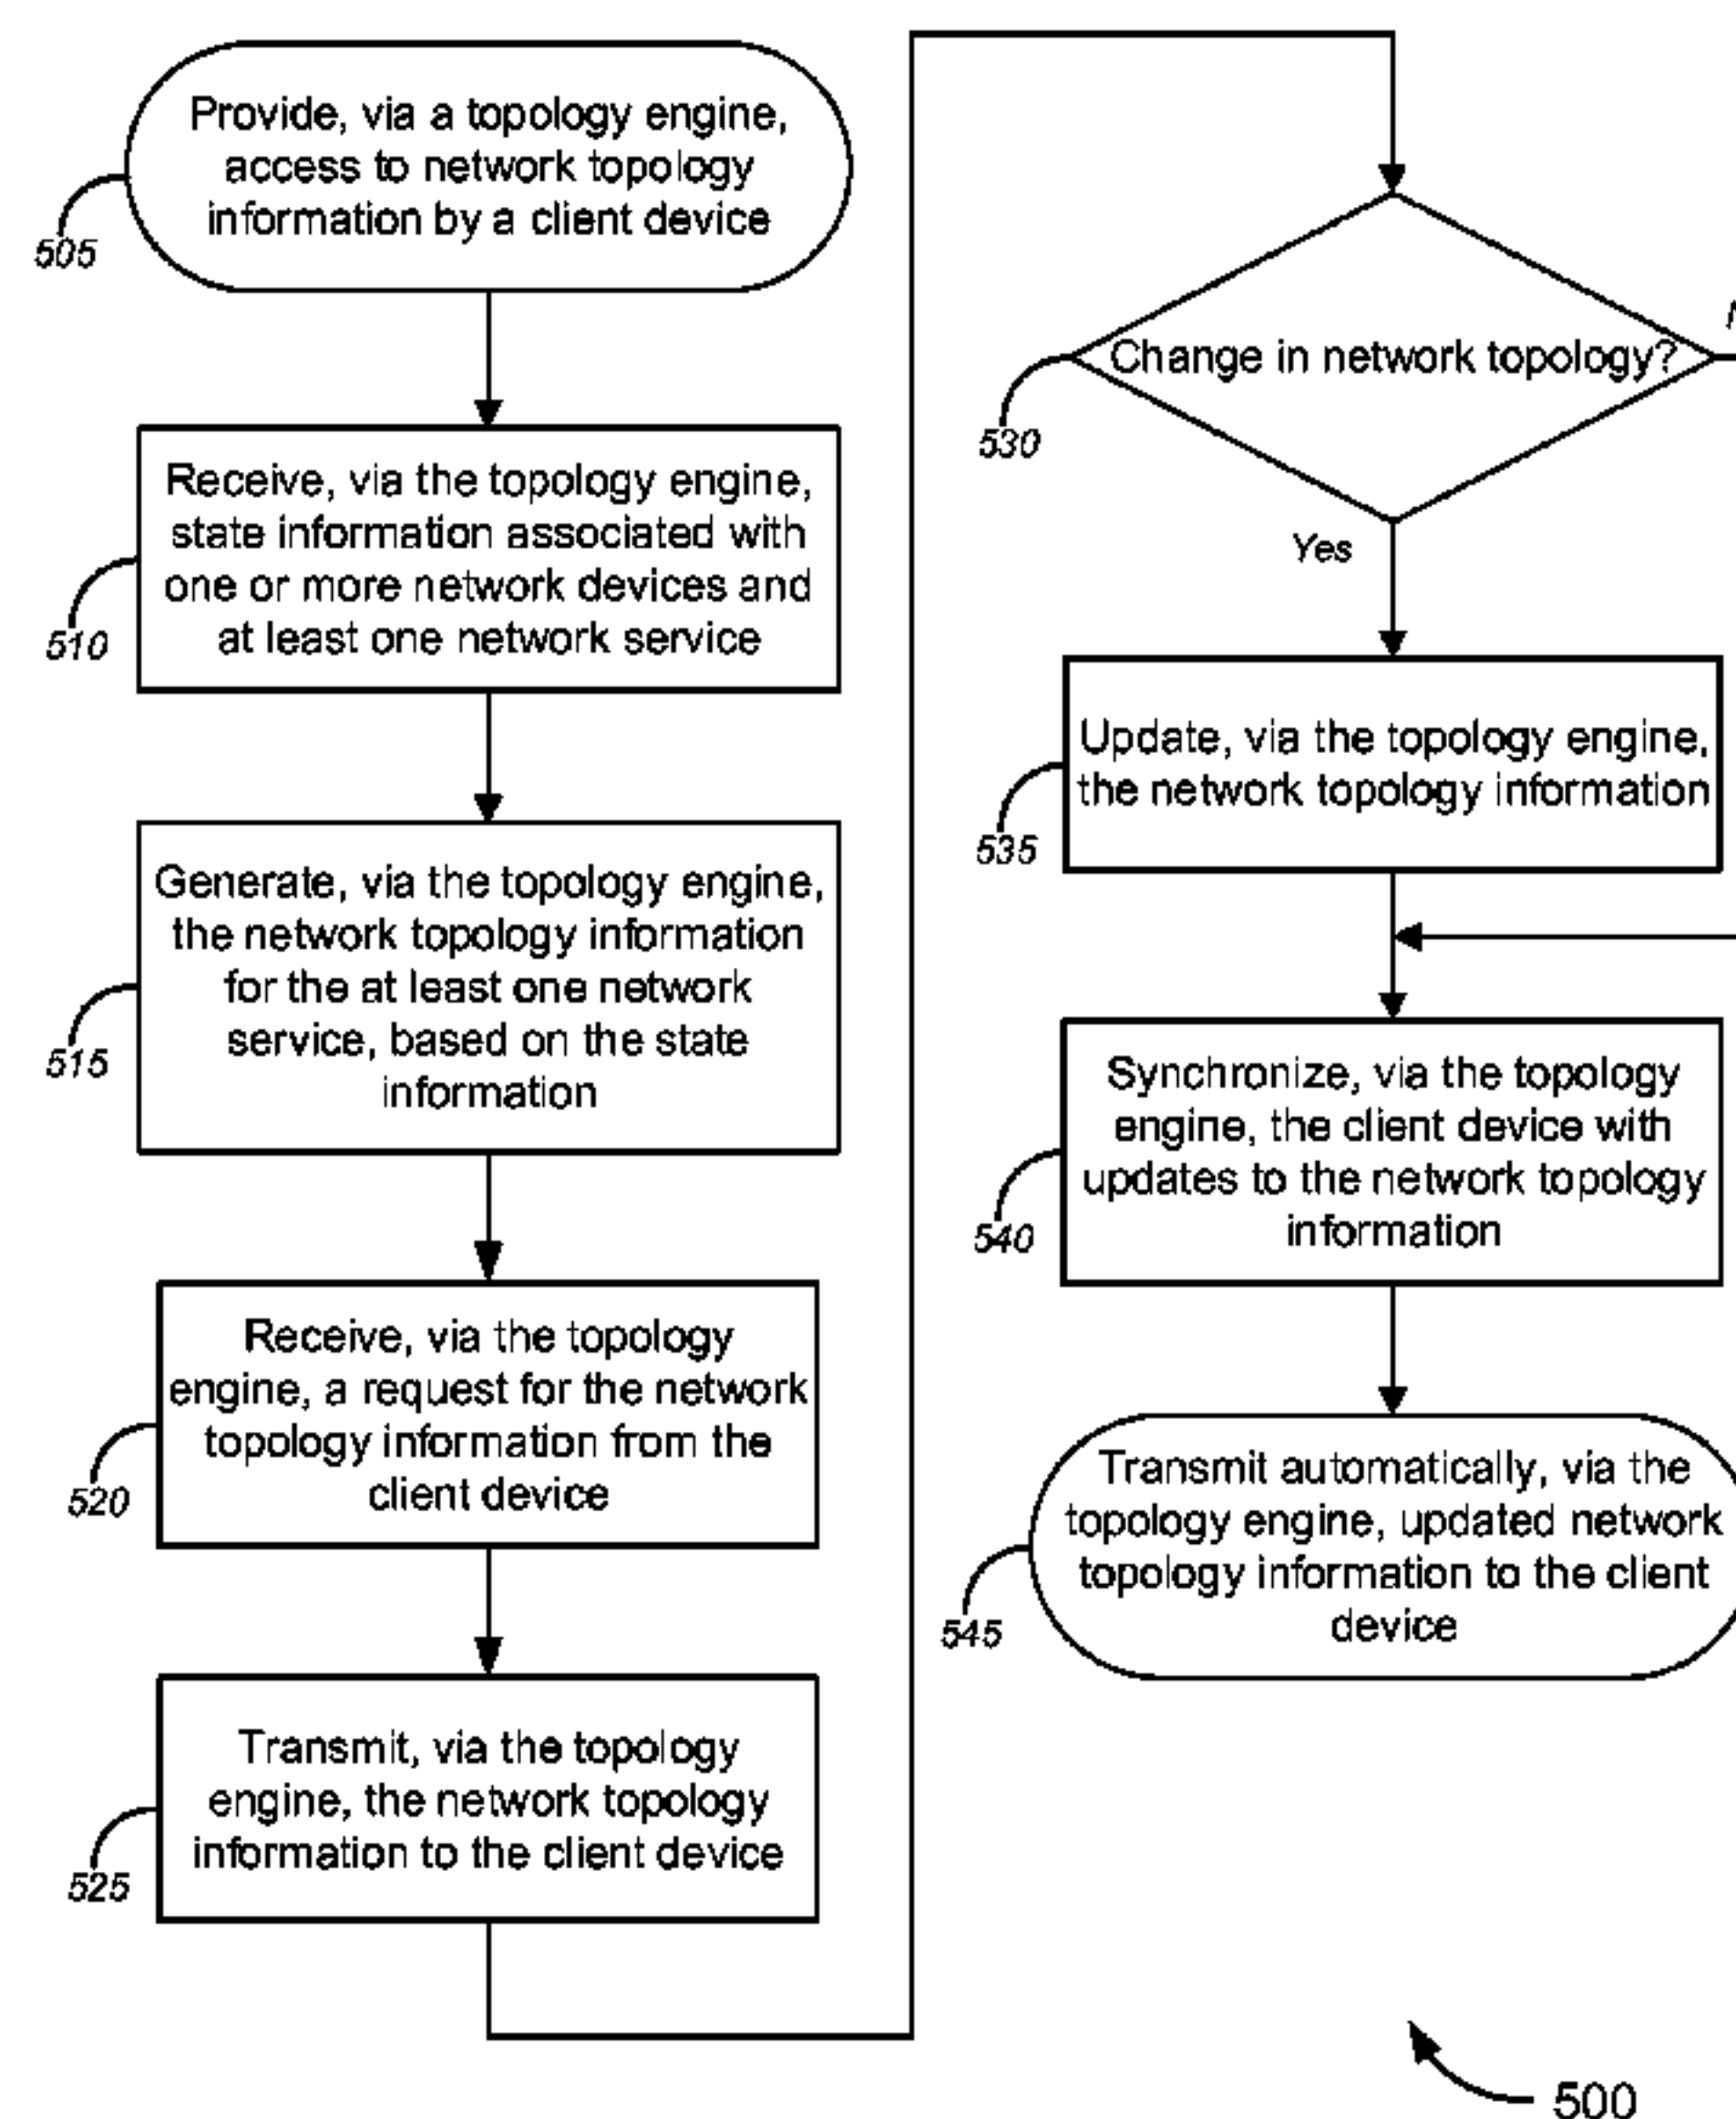 Provide, via a topology engine,
access to network topology
information by a client device
505
Receive, via the topology engine,
state information associated with
one or more network devices and
at least one network service
510
Generate, via the topology engine,
the network topology information
for the at least one network
service, based on the state
information
515
Receive, via the topology
engine, a request for the network
topology information from the
client device
520
Transmit, via the topology
engine, the network topology
information to the client device
525
Change in network topology?
530
Yes
Update, via the topology engine,
the network topology information
535
Synchronize, via the topology
engine, the client device with
updates to the network topology
information
540
Transmit automatically, via the
topology engine, updated network
topology information to the client
device
545
500